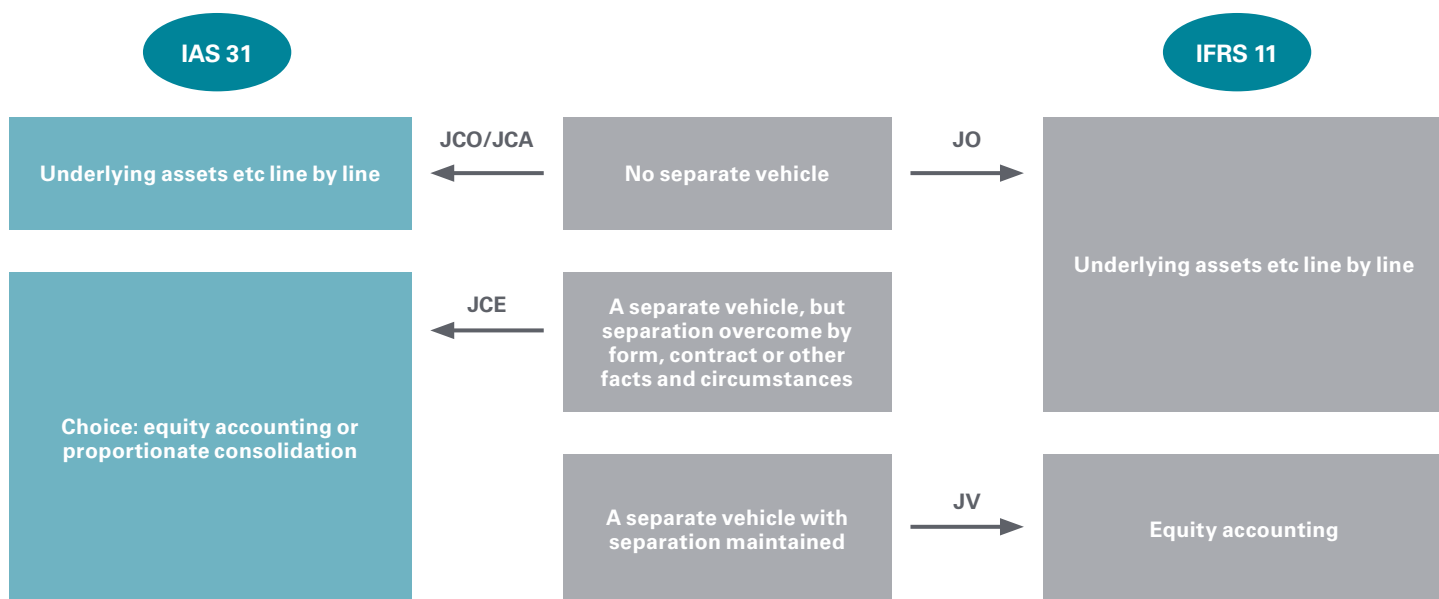 IAS 31
IFRS 11
Underlying assets etc line by line
JCO/JCA
No separate vehicle
JO
Underlying assets etc line by line
Choice: equity accounting or
proportionate consolidation
JCE
A separate vehicle, but
separation overcome by
form, contract or other
facts and circumstances
A separate vehicle with
separation maintained
JV
Equity accounting